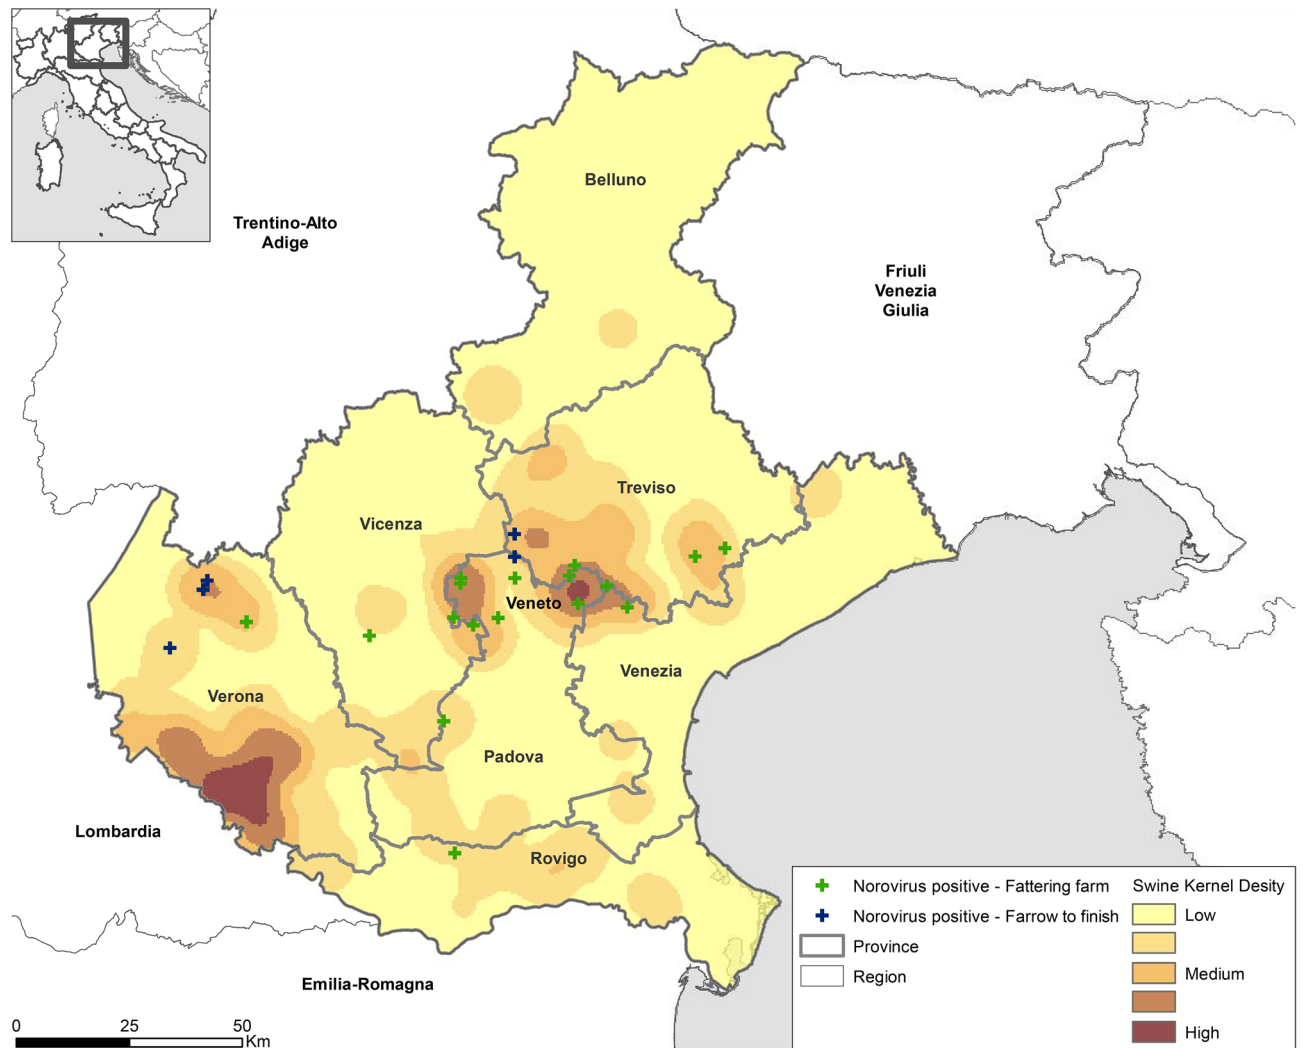 Belluno
Trentino-Alto
Adige
Friuli
Venezia
Giulia
Treviso
Vicenza
Veneto
Venezia
Verona
Padova
Lombardia
Rovigo
Emilia-Romagna
Norovirus positive - Fattering farm
Norovirus positive - Farrow to finish
Province
Region
Swine Kernel Desity
Low
Medium
High
0 25 50
Km